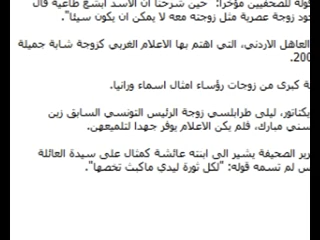 قوله للصحفيين مؤخرا: "حين شرحنا ان الاسد ابشع طاغية قال
جود زوجة عصرية مثل زوجته معه لا يمكن ان يكون سيئا".
العاهل الاردني، التي اهتم بها الاعلام الغربي كزوجة شابة جميلة
200.
ة كبرى من زوجات رؤساء امثال اسماء ورانيا.
يكتاتور، ليلى طرابلسي زوجة الرئيس التونسي السابق زين
سني مبارك، فلم يكن الاعلام يوفر جهدا لتلميعهن.
رير الصحيفة يشير الى ابنته عائشة كمثال على سيدة العائلة
س لم تسمه قوله: "لكل ثورة ليدي ماكبث تخصها".